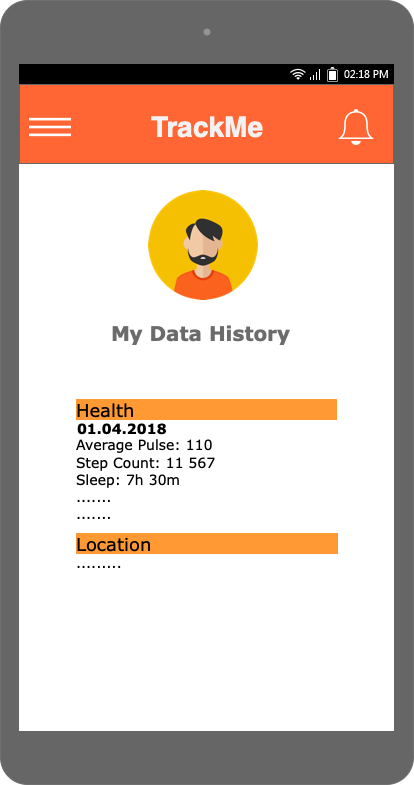 02:18 PM
TrackMe
My Data History
Health
01.04.2018
Average Pulse: 110
Step Count: 11 567
Sleep: 7h 30m
.......
.......
Location
.........